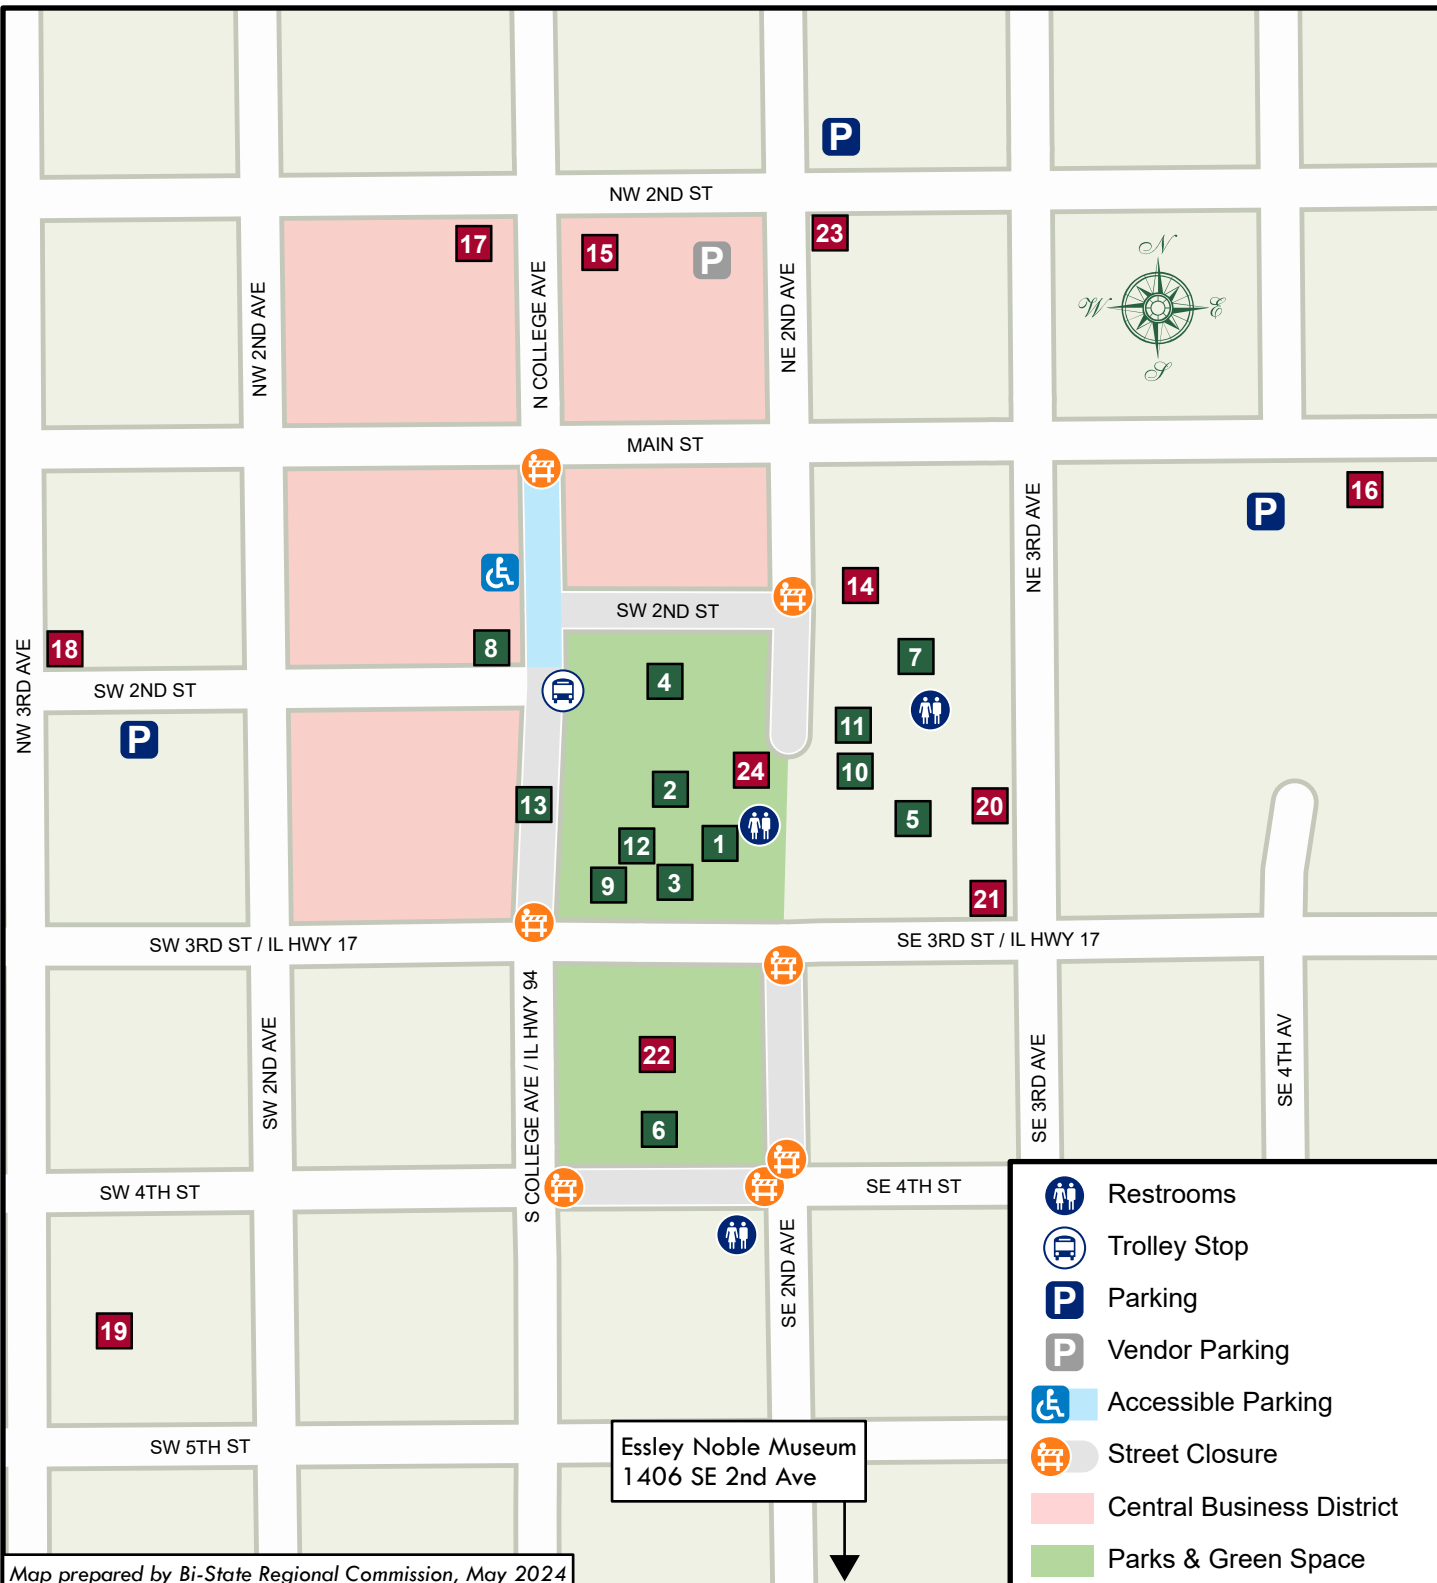 P
NW 2ND ST
17
15
P
23
N
W
E
S
NW 2ND AVE
N COLLEGE AVE
NE 2ND AVE
MAIN ST
NE 3RD AVE
P
16
14
SW 2ND ST
NW 3RD AVE
18
8
7
4
SW 2ND ST
P
11
24
10
2
13
20
5
12
1
9
3
21
SW 3RD ST / IL HWY 17
SE 3RD ST / IL HWY 17
S COLLEGE AVE / IL HWY 94
SW 2ND AVE
22
SE 3RD AVE
SE 4TH AV
6
SW 4TH ST
SE 4TH ST
SE 2ND AVE
19
SW 5TH ST
Essley Noble Museum
1406 SE 2nd Ave
Restrooms
Trolley Stop
P Parking
P Vendor Parking
Accessible Parking
Street Closure
Central Business District
Parks & Green Space
Map prepared by Bi-State Regional Commission, May 2024